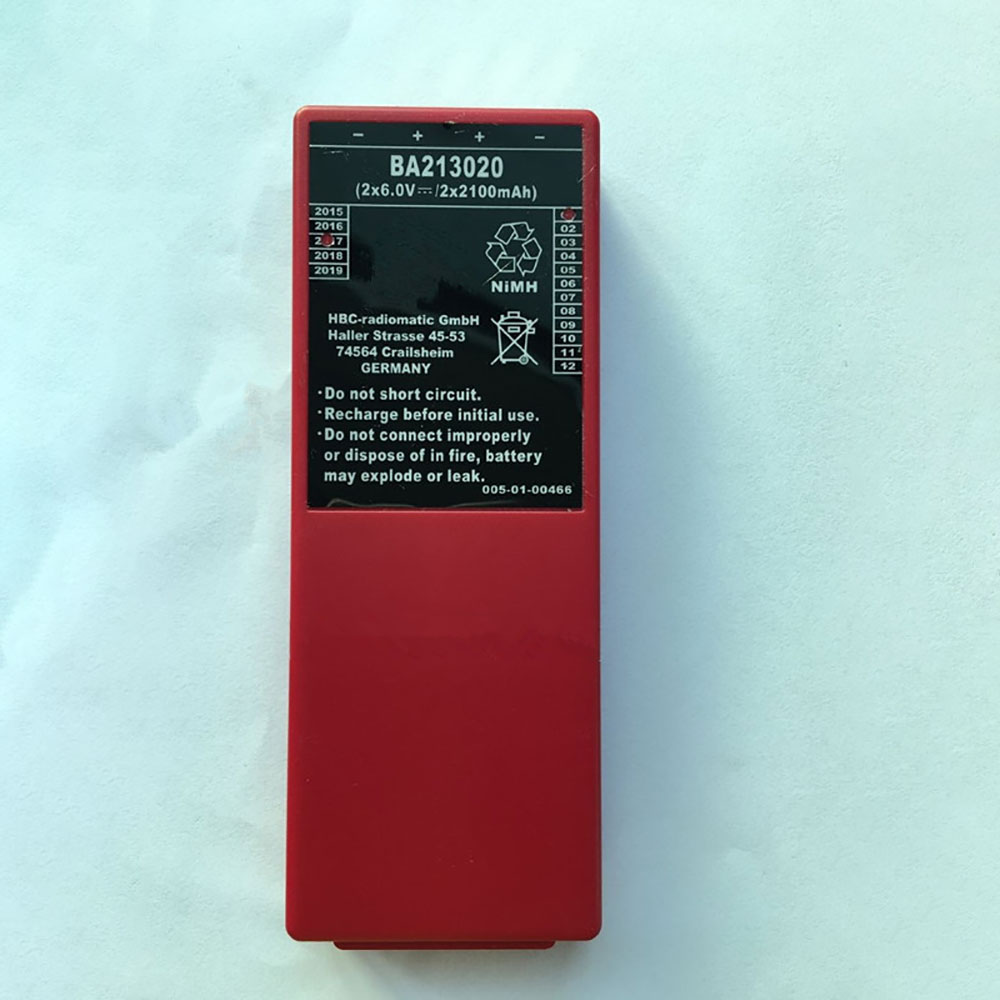 − + + −
BA213020
(2x6.0V⎓/2x2100mAh)
2015
2016
2018
2019
02
03
04
05
06
07
08
09
10
11
12
NiMH
HBC-radiomatic GmbH
Haller Strasse 45-53
74564 Crailsheim
GERMANY
·Do not short circuit.
·Recharge before initial use.
·Do not connect improperly
or dispose of in fire, battery
may explode or leak.
005-01-00466